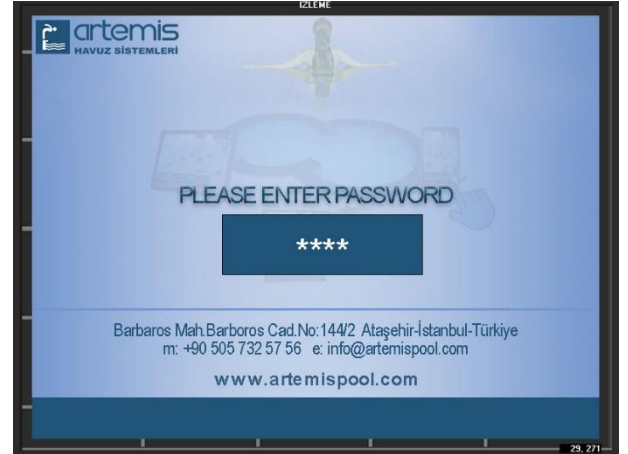 İZLEME
artemis
HAVUZ SİSTEMLERİ
PLEASE ENTER PASSWORD
****
Barbaros Mah.Barboros Cad.No:144/2 Ataşehir-İstanbul-Türkiye
m: +90 505 732 57 56 e: info@artemispool.com
www.artemispool.com
29, 271